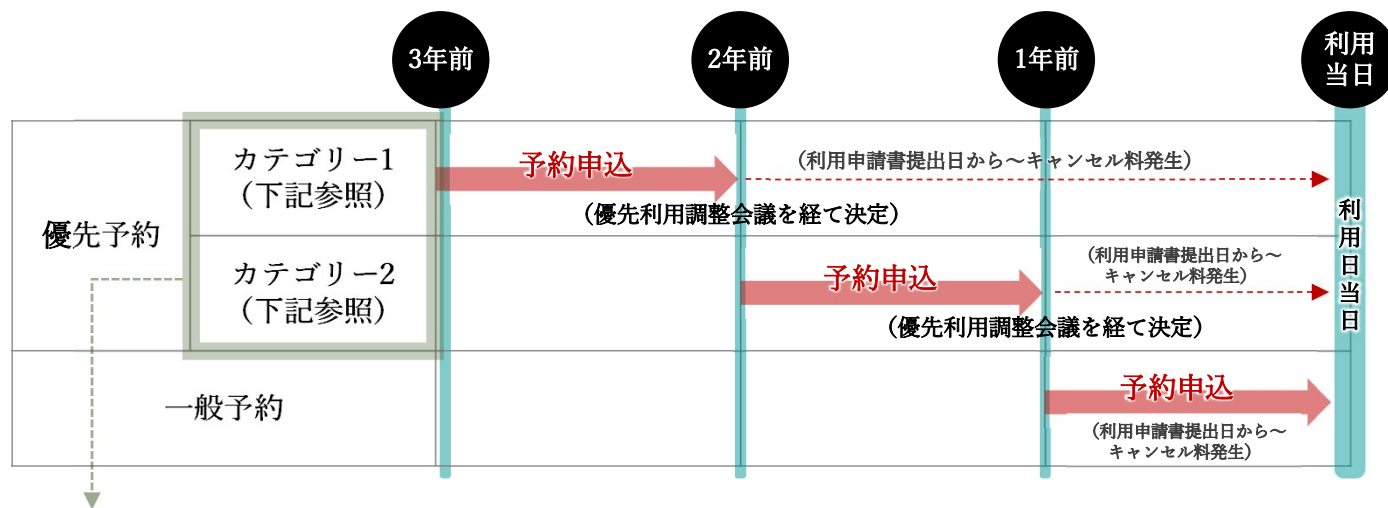 3年前
2年前
1年前
利用
当日
優先予約
カテゴリー1
（下記参照）
予約申込
（利用申請書提出日から～キャンセル料発生）
（優先利用調整会議を経て決定）
カテゴリー2
（下記参照）
予約申込
（利用申請書提出日から～
キャンセル料発生）
（優先利用調整会議を経て決定）
利用日当日
一般予約
予約申込
（利用申請書提出日から～
キャンセル料発生）